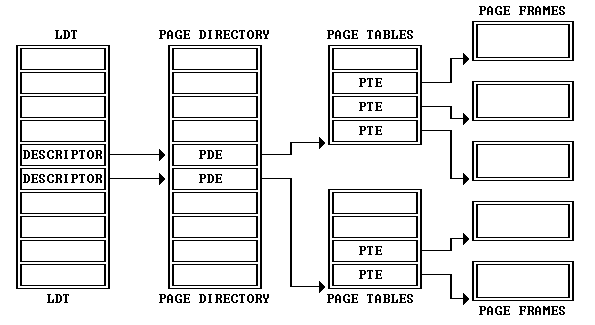 PAGE FRAMES
LDT PAGE DIRECTORY PAGE TABLES
PTE
PTE
PTE
DESCRIPTOR PDE
DESCRIPTOR PDE
PTE
PTE
LDT PAGE DIRECTORY PAGE TABLES
PAGE FRAMES